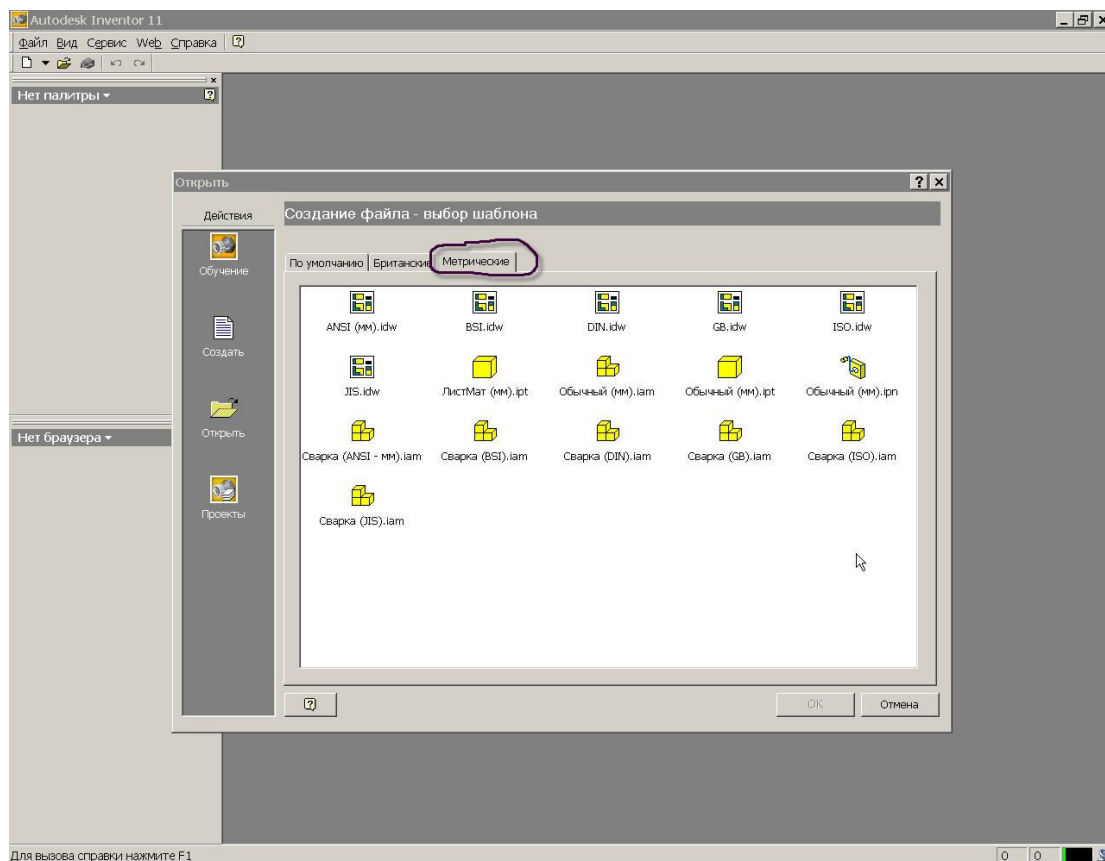 Autodesk Inventor 11
Файл Вид Сервис Web Справка
Нет палитры
Открыть
Действия
Создание файла - выбор шаблона
Обучение
По умолчанию Британские Метрические
ANSI (мм).idw BSI.idw DIN.idw GB.idw ISO.idw
Создать
JIS.idw ЛистМат (мм).ipt Обычный (мм).iam Обычный (мм).ipt Обычный (мм).ipn
Открыть
Нет браузера
Сварка (ANSI - мм).iam Сварка (BSI).iam Сварка (DIN).iam Сварка (GB).iam Сварка (ISO).iam
Проекты
Сварка (JIS).iam
OK Отмена
Для вызова справки нажмите F1
0 0